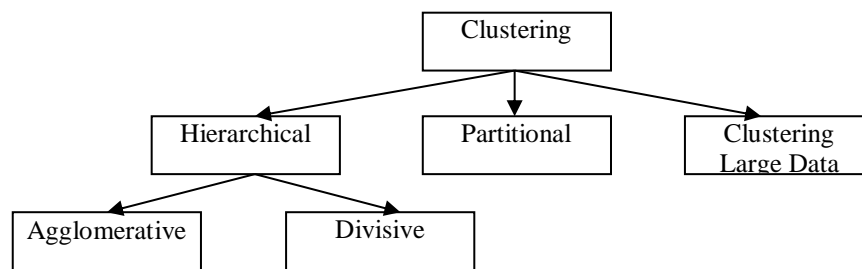 Clustering
Hierarchical
Partitional
Clustering
Large Data
Agglomerative
Divisive